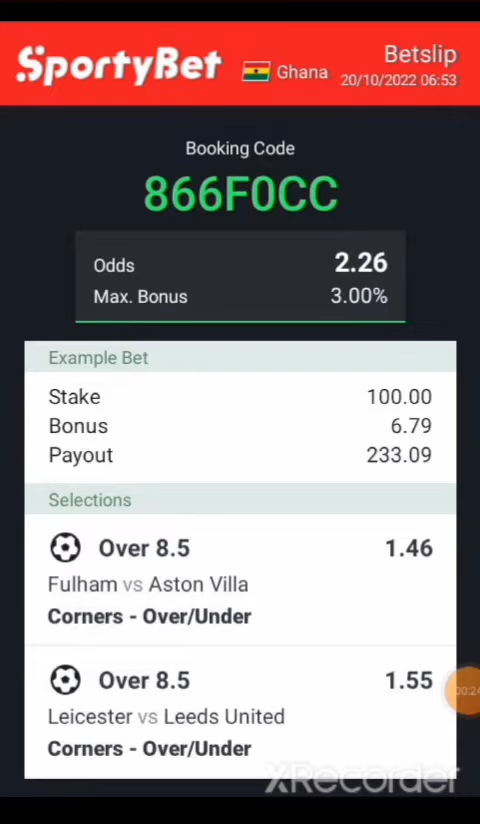 SportyBet
Ghana
Betslip
20/10/2022 06:53
Booking Code
866F0CC
Odds 2.26
Max. Bonus 3.00%
Example Bet
Stake 100.00
Bonus 6.79
Payout 233.09
Selections
Over 8.5 1.46
Fulham vs Aston Villa
Corners - Over/Under
Over 8.5 1.55
00:24
Leicester vs Leeds United
Corners - Over/Under
XRecorder